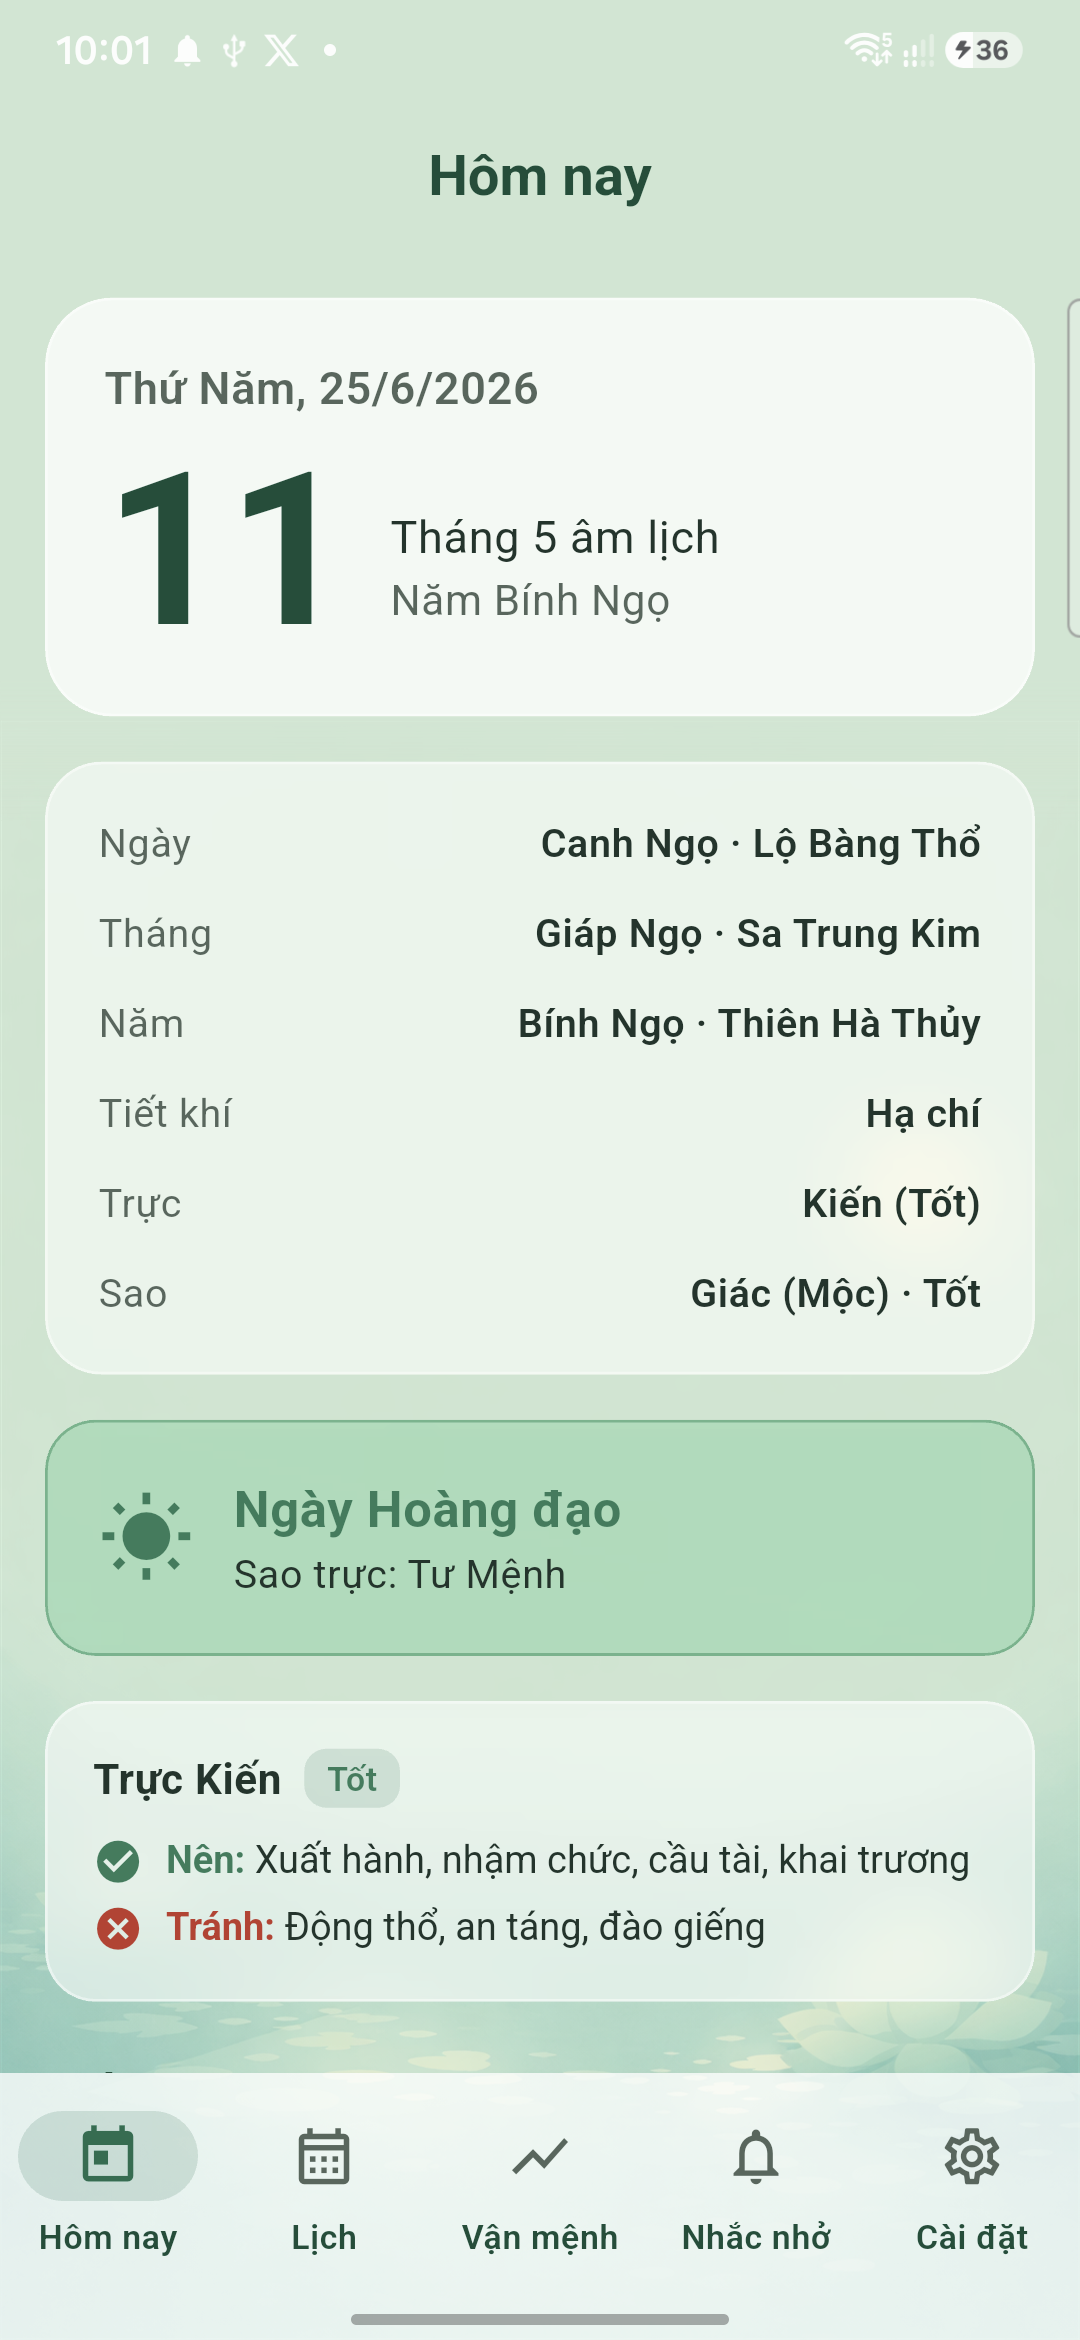 10:01
5
36
Hôm nay
Thứ Năm, 25/6/2026
11
Tháng 5 âm lịch
Năm Bính Ngọ
Ngày Canh Ngọ · Lộ Bàng Thổ
Tháng Giáp Ngọ · Sa Trung Kim
Năm Bính Ngọ · Thiên Hà Thủy
Tiết khí Hạ chí
Trực Kiến (Tốt)
Sao Giác (Mộc) · Tốt
Ngày Hoàng đạo
Sao trực: Tư Mệnh
Trực Kiến Tốt
Nên: Xuất hành, nhậm chức, cầu tài, khai trương
Tránh: Động thổ, an táng, đào giếng
Hôm nay Lịch Vận mệnh Nhắc nhở Cài đặt